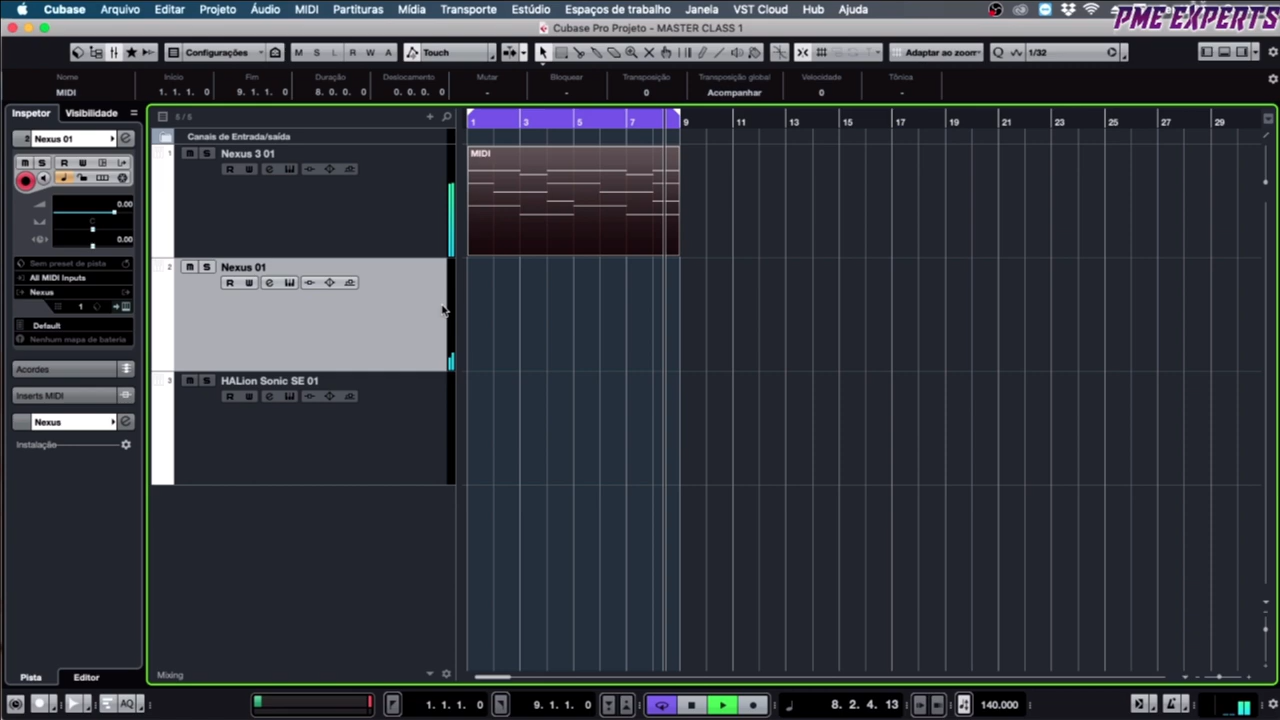 Cubase Arquivo Editar Projeto Áudio MIDI Partituras Mídia Transporte Estúdio Espaços de trabalho Janela VST Cloud Hub Ajuda
PME EXPERTS
Cubase Pro Projeto - MASTER CLASS 1
Configurações M S L R W A Touch Adaptar ao zoom Q 1/32
Nome Início Fim Duração Deslocamento Mutar Bloquear Transposição Transposição global Velocidade Tônica
MIDI 1. 1. 1. 0 9. 1. 1. 0 8. 0. 0. 0 0. 0. 0. 0 - - 0 Acompanhar 0 -
Inspetor Visibilidade
5 / 5
1 3 5 7 9 11 13 15 17 19 21 23 25 27 29
Canais de Entrada/saída
2 Nexus 01
1 m S Nexus 3 01
R W e
MIDI
m S R W
0.00
C
0.00
Sem preset de pista
All MIDI Inputs
Nexus
1
Default
Nenhum mapa de bateria
2 m S Nexus 01
R W e
Acordes
Inserts MIDI
Nexus
Instalação
3 m S HALion Sonic SE 01
R W e
Mixing
Pista Editor
AQ 1. 1. 1. 0 9. 1. 1. 0 8. 2. 4. 13 140.000